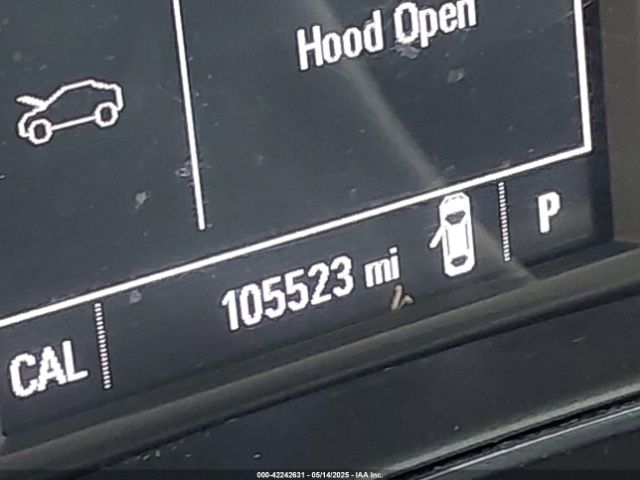 Hood Open
P
105523 mi
CAL
000-42242631 - 05/14/2025 - IAA Inc.